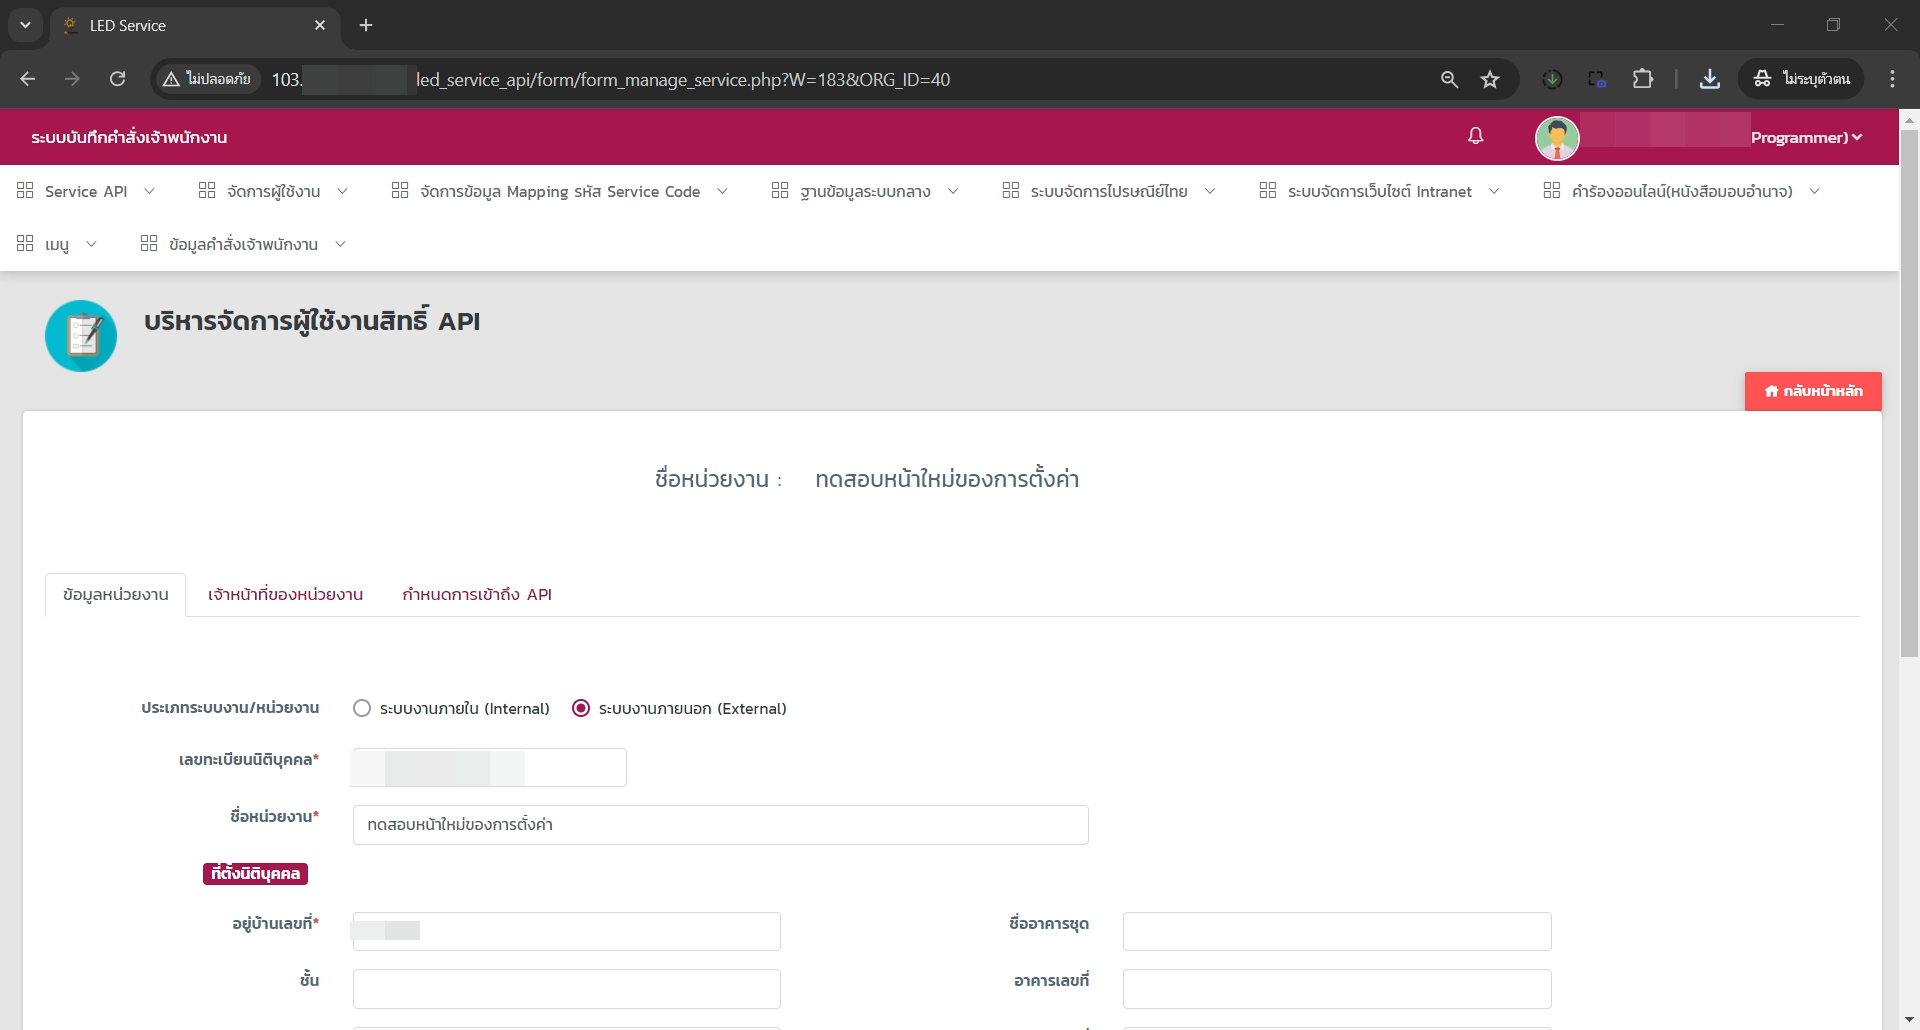 LED Service
ไม่ปลอดภัย 103. led_service_api/form/form_manage_service.php?W=183&ORG_ID=40 ไม่ระบุตัวตน
ระบบบันทึกคำสั่งเจ้าพนักงาน Programmer)
Service API จัดการผู้ใช้งาน จัดการข้อมูล Mapping รหัส Service Code ฐานข้อมูลระบบกลาง ระบบจัดการไปรษณีย์ไทย ระบบจัดการเว็บไซต์ Intranet คำร้องออนไลน์(หนังสือมอบอำนาจ)
เมนู ข้อมูลคำสั่งเจ้าพนักงาน
บริหารจัดการผู้ใช้งานสิทธิ์ API
กลับหน้าหลัก
ชื่อหน่วยงาน : ทดสอบหน้าใหม่ของการตั้งค่า
ข้อมูลหน่วยงาน เจ้าหน้าที่ของหน่วยงาน กำหนดการเข้าถึง API
ประเภทระบบงาน/หน่วยงาน ระบบงานภายใน (Internal) ระบบงานภายนอก (External)
เลขทะเบียนนิติบุคคล*
ชื่อหน่วยงาน* ทดสอบหน้าใหม่ของการตั้งค่า
ที่ตั้งนิติบุคคล
อยู่บ้านเลขที่* ชื่ออาคารชุด
ชั้น อาคารเลขที่